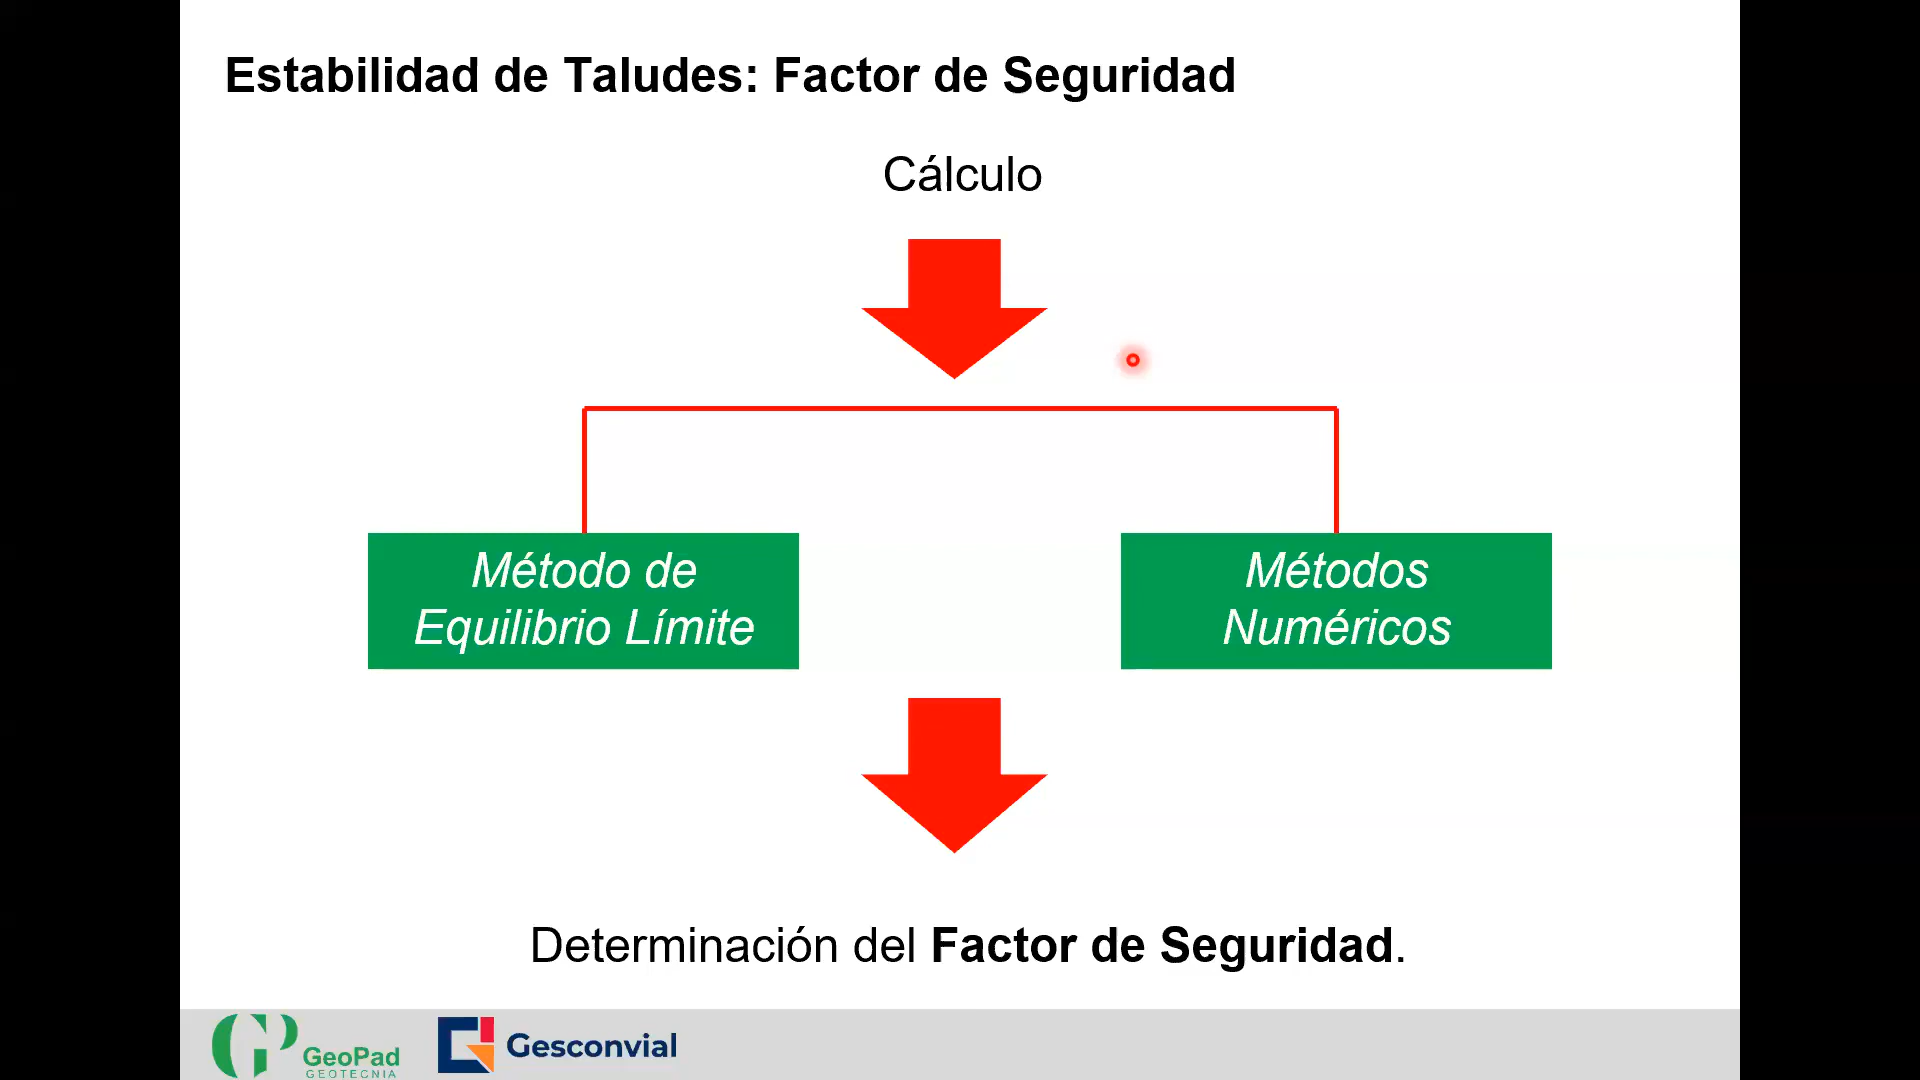 Estabilidad de Taludes: Factor de Seguridad
Cálculo
Método de
Equilibrio Límite
Métodos
Numéricos
Determinación del Factor de Seguridad.
GP
GeoPad
GEOTECNIA
Gesconvial